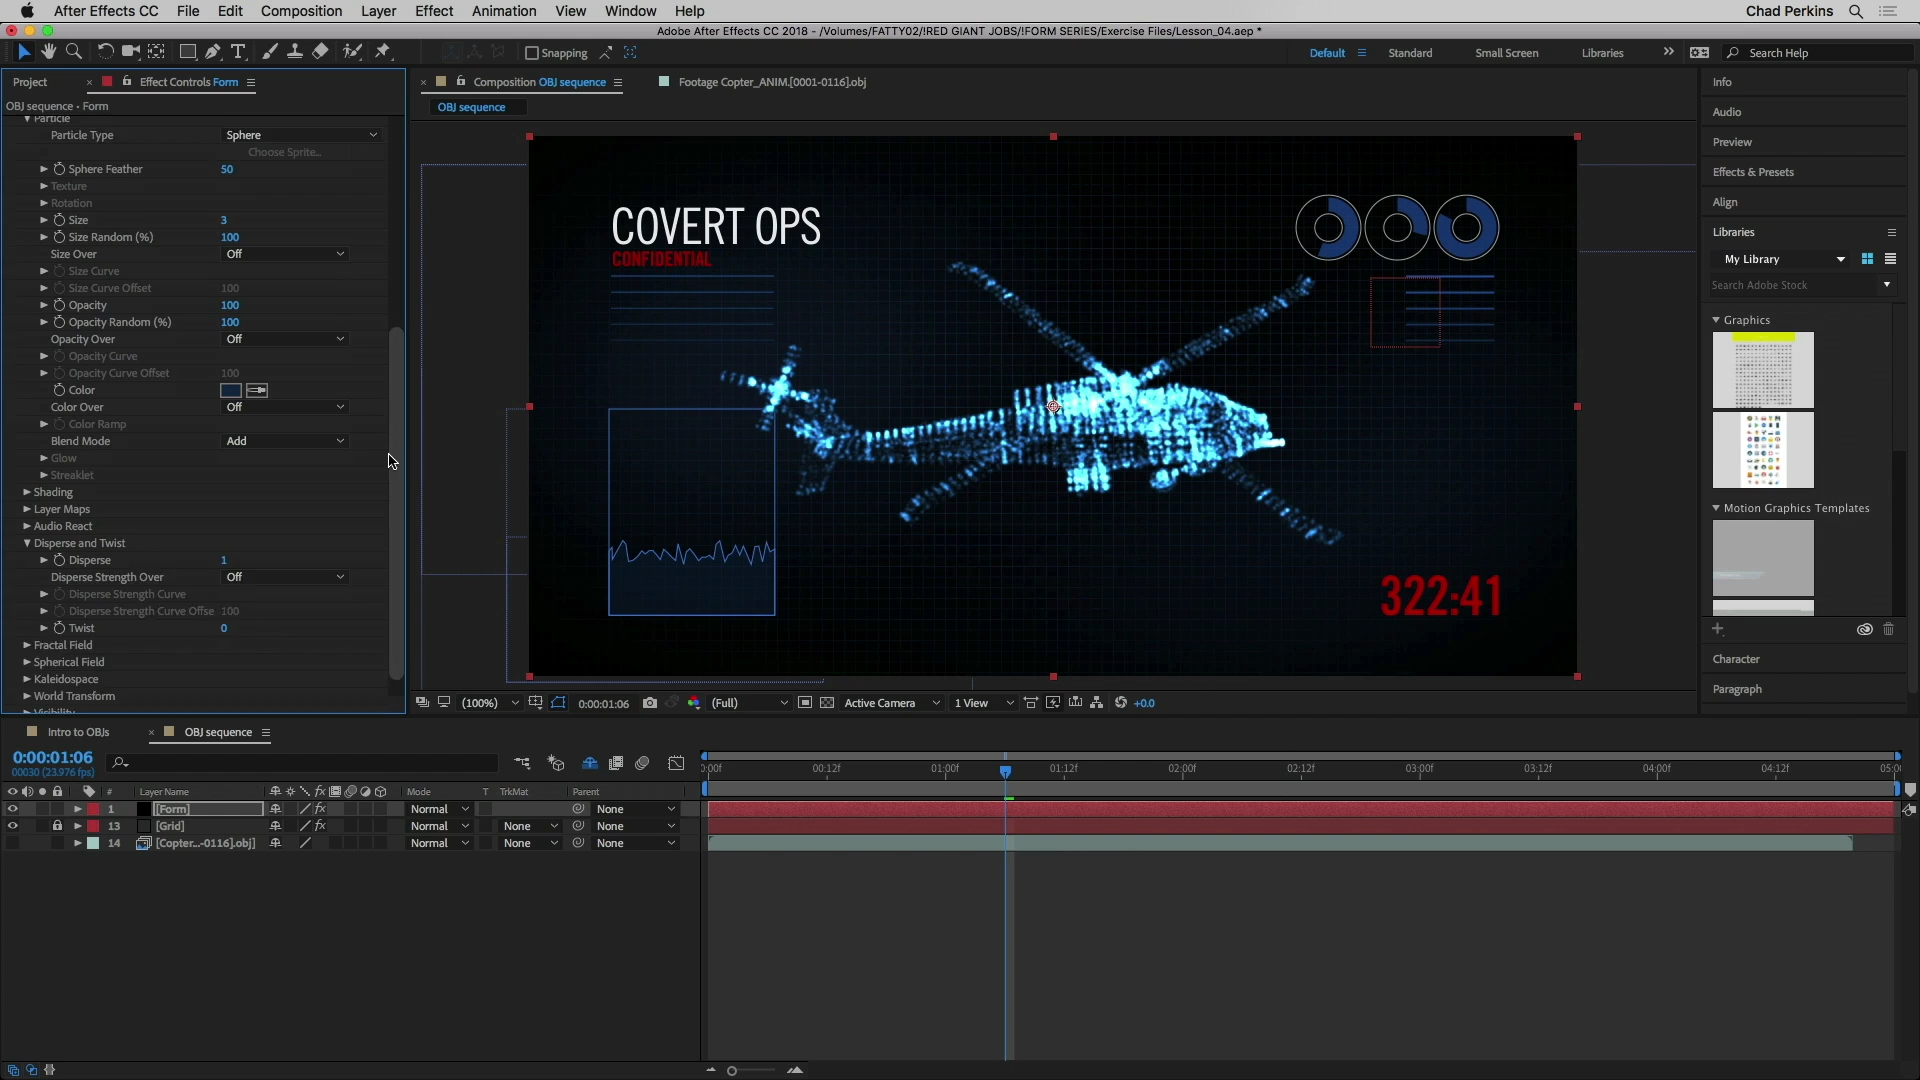 After Effects CC File Edit Composition Layer Effect Animation View Window Help Chad Perkins
Adobe After Effects CC 2018 - /Volumes/FATTY02/!RED GIANT JOBS/!FORM SERIES/Exercise Files/Lesson_04.aep *
Snapping Default Standard Small Screen Libraries Search Help
Project Effect Controls Form Composition OBJ sequence Footage Copter_ANIM.[0001-0116].obj
OBJ sequence • Form OBJ sequence
Particle
Particle Type Sphere
Choose Sprite...
Sphere Feather 50
Texture
Rotation
Size 3
Size Random (%) 100
Size Over Off
Size Curve
Size Curve Offset 100
Opacity 100
Opacity Random (%) 100
Opacity Over Off
Opacity Curve
Opacity Curve Offset 100
Color
Color Over Off
Color Ramp
Blend Mode Add
Glow
Streaklet
Shading
Layer Maps
Audio React
Disperse and Twist
Disperse 1
Disperse Strength Over Off
Disperse Strength Curve
Disperse Strength Curve Offse 100
Twist 0
Fractal Field
Spherical Field
Kaleidospace
World Transform
Visibility
COVERT OPS
CONFIDENTIAL
322:41
(100%) 0:00:01:06 (Full) Active Camera 1 View +0.0
Info
Audio
Preview
Effects & Presets
Align
Libraries
My Library
Search Adobe Stock
Graphics
Motion Graphics Templates
Character
Paragraph
Intro to OBJs OBJ sequence
0:00:01:06
00030 (23.976 fps)
0:00f 00:12f 01:00f 01:12f 02:00f 02:12f 03:00f 03:12f 04:00f 04:12f 05:0
# Layer Name Mode T TrkMat Parent
1 [Form] Normal None
13 [Grid] Normal None None
14 [Copter...-0116].obj] Normal None None